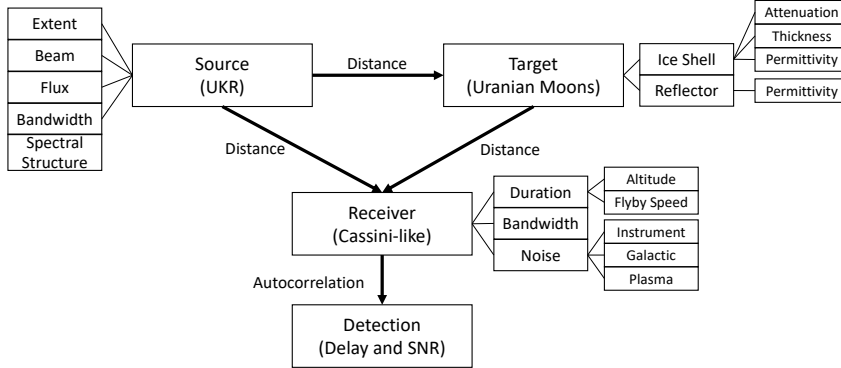 Extent
Beam
Flux
Bandwidth
Spectral
Structure
Source
(UKR)
Distance
Target
(Uranian Moons)
Ice Shell
Reflector
Attenuation
Thickness
Permittivity
Permittivity
Distance
Distance
Receiver
(Cassini-like)
Duration
Bandwidth
Noise
Altitude
Flyby Speed
Instrument
Galactic
Plasma
Autocorrelation
Detection
(Delay and SNR)